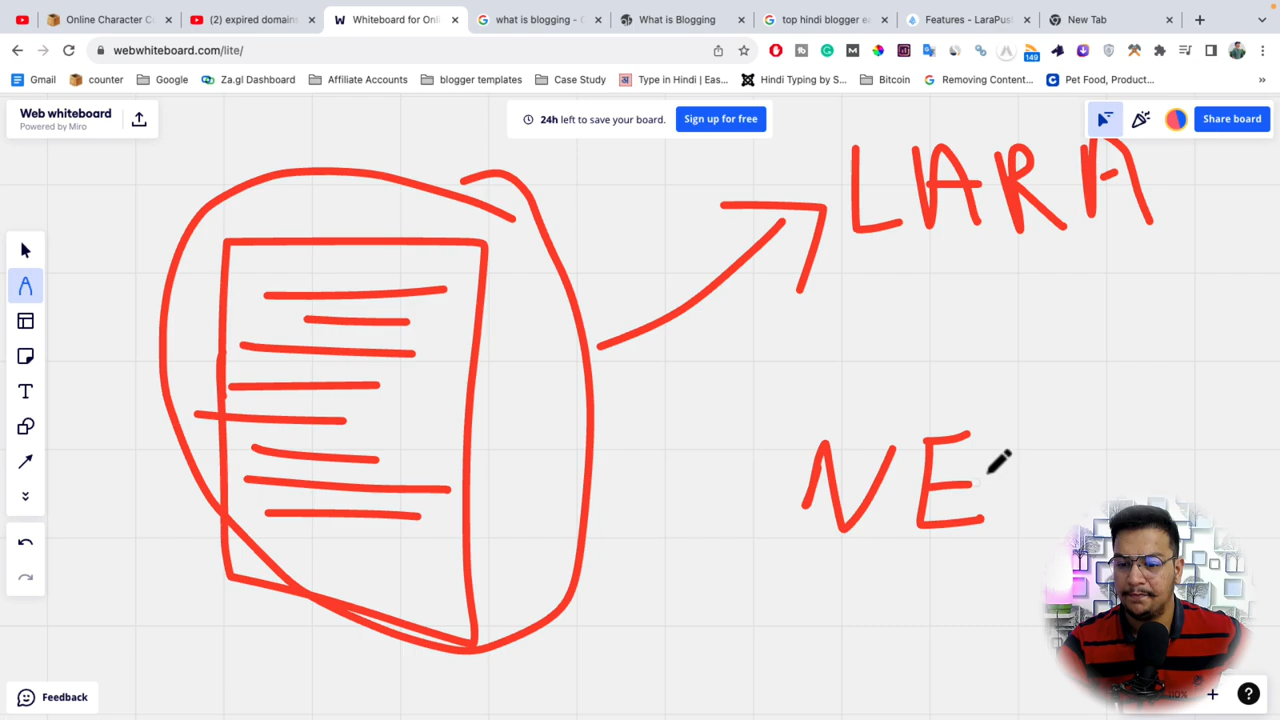 Online Character C
(2) expired domains
Whiteboard for Onl
what is blogging - G
What is Blogging
top hindi blogger ea
Features - LaraPus
New Tab
webwhiteboard.com/lite/
149
Gmail
counter
Google
Za.gl Dashboard
Affiliate Accounts
blogger templates
Case Study
Type in Hindi | Eas...
Hindi Typing by S...
Bitcoin
Removing Content...
Pet Food, Product...
»
Web whiteboard
Powered by Miro
24h left to save your board.
Sign up for free
Share board
LARA
NE
Feedback